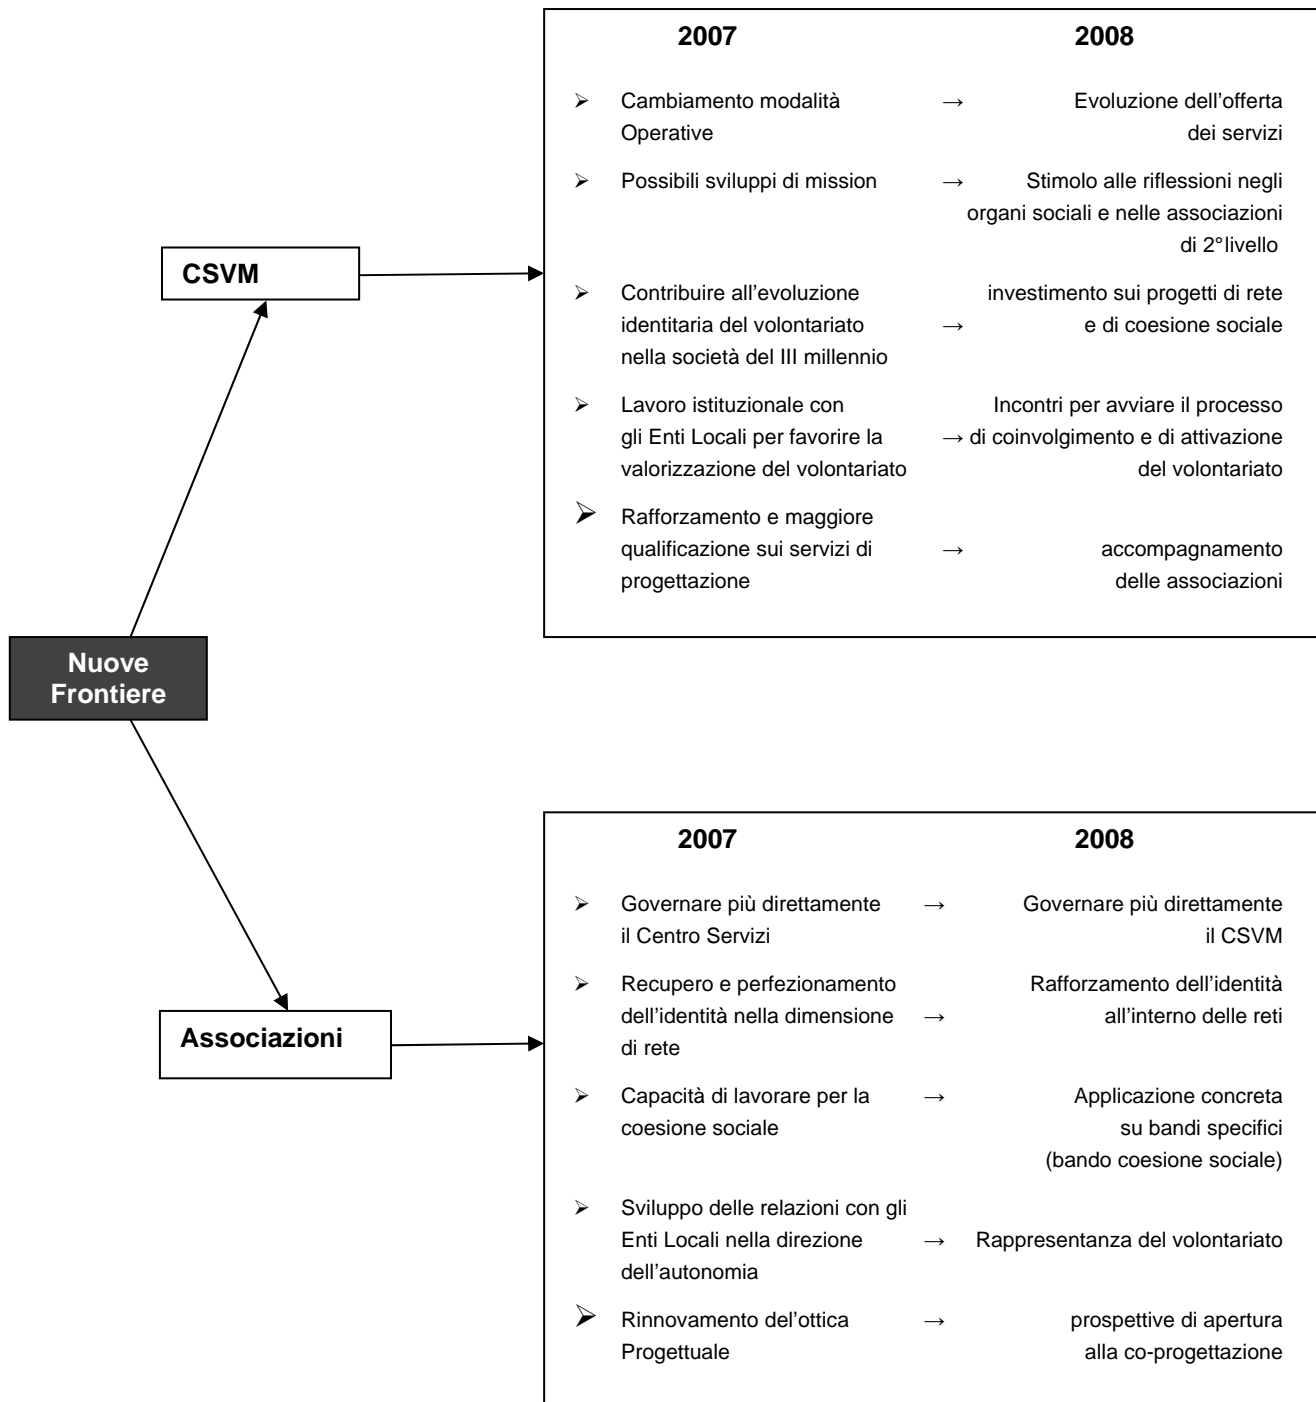 2007 2008
➢ Cambiamento modalità → Evoluzione dell’offerta
Operative dei servizi
➢ Possibili sviluppi di mission → Stimolo alle riflessioni negli
organi sociali e nelle associazioni
di 2° livello
➢ Contribuire all’evoluzione investimento sui progetti di rete
identitaria del volontariato → e di coesione sociale
nella società del III millennio
➢ Lavoro istituzionale con Incontri per avviare il processo
gli Enti Locali per favorire la → di coinvolgimento e di attivazione
valorizzazione del volontariato del volontariato
➢ Rafforzamento e maggiore
qualificazione sui servizi di → accompagnamento
progettazione delle associazioni
CSVM
Nuove
Frontiere
2007 2008
➢ Governare più direttamente → Governare più direttamente
il Centro Servizi il CSVM
➢ Recupero e perfezionamento Rafforzamento dell’identità
dell’identità nella dimensione → all’interno delle reti
di rete
➢ Capacità di lavorare per la → Applicazione concreta
coesione sociale su bandi specifici
(bando coesione sociale)
➢ Sviluppo delle relazioni con gli
Enti Locali nella direzione → Rappresentanza del volontariato
dell’autonomia
➢ Rinnovamento del’ottica → prospettive di apertura
Progettuale alla co-progettazione
Associazioni